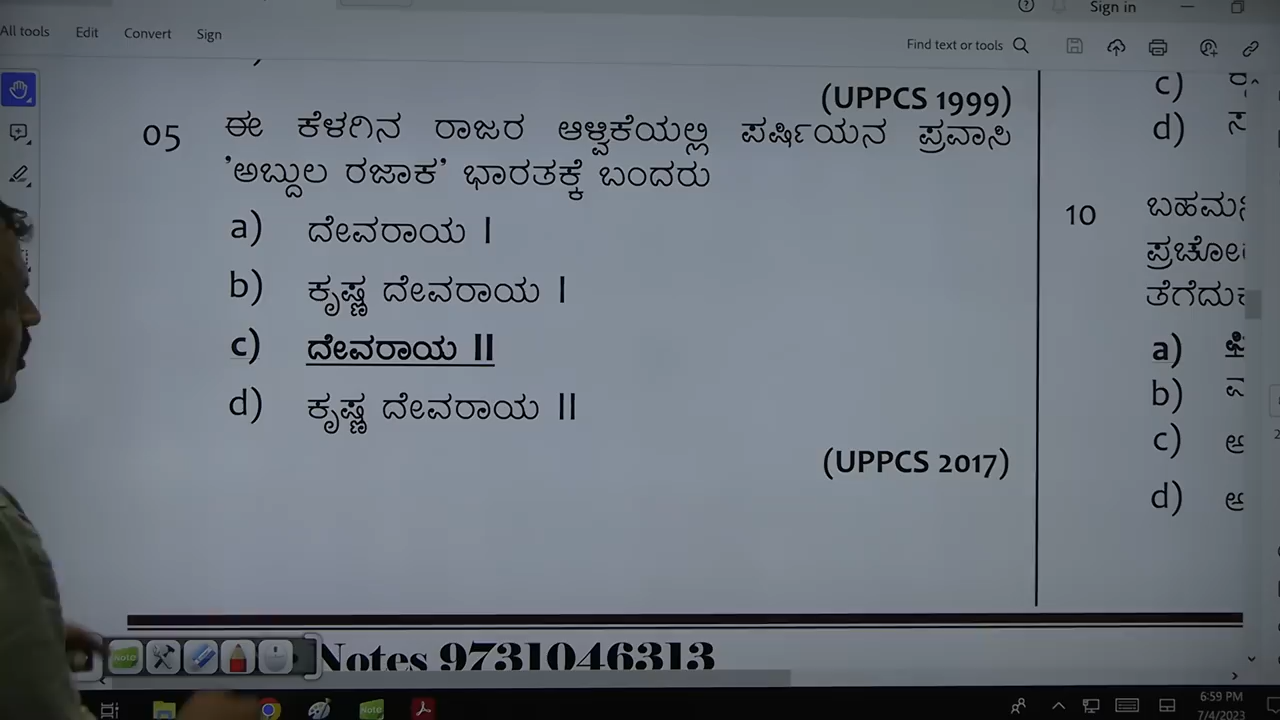 All tools Edit Convert Sign
Sign in
Find text or tools
(UPPCS 1999)
05 ಈ ಕೆಳಗಿನ ರಾಜರ ಆಳ್ವಿಕೆಯಲ್ಲಿ ಪರ್ಷಿಯನ ಪ್ರವಾಸಿ
'ಅಬ್ದುಲ ರಜಾಕ' ಭಾರತಕ್ಕೆ ಬಂದರು
a) ದೇವರಾಯ I
b) ಕೃಷ್ಣ ದೇವರಾಯ I
c) ದೇವರಾಯ II
d) ಕೃಷ್ಣ ದೇವರಾಯ II
(UPPCS 2017)
c)
d)
10
a)
b)
c)
d)
Notes 9731046313
6:59 PM
7/4/2023